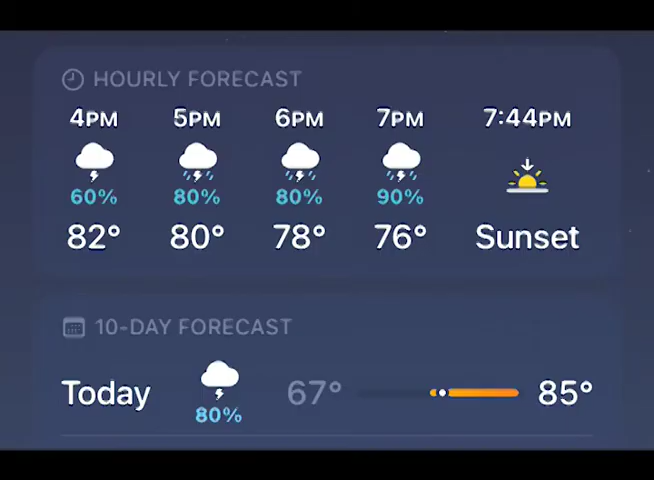 HOURLY FORECAST
4PM 5PM 6PM 7PM 7:44PM
60% 80% 80% 90%
82° 80° 78° 76° Sunset
10-DAY FORECAST
Today 67° 85°
80%